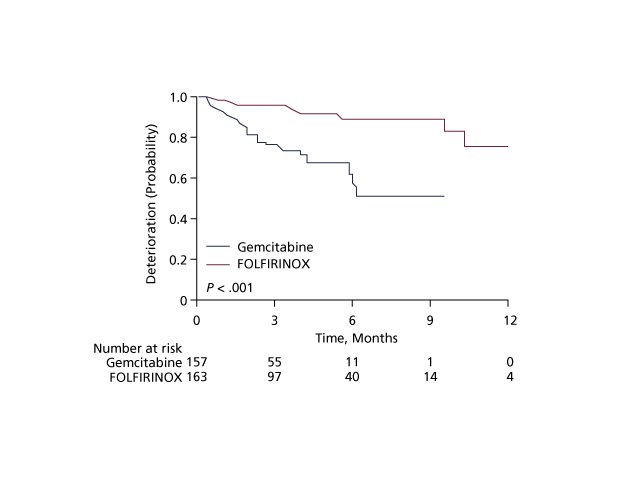 Deterioration (Probability)
1.0
0.8
0.6
0.4
0.2
0
Gemcitabine
FOLFIRINOX
P < .001
0 3 6 9 12
Time, Months
Number at risk
Gemcitabine 157 55 11 1 0
FOLFIRINOX 163 97 40 14 4